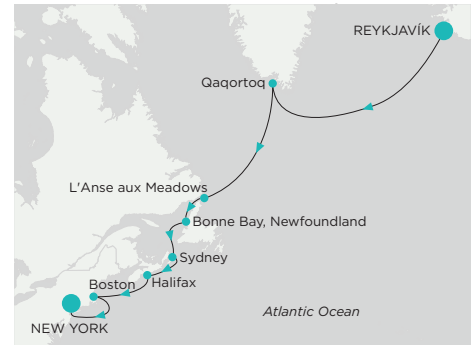 REYKJAVÍK
Qaqortoq
L'Anse aux Meadows
Bonne Bay, Newfoundland
Sydney
Halifax
Boston
NEW YORK
Atlantic Ocean